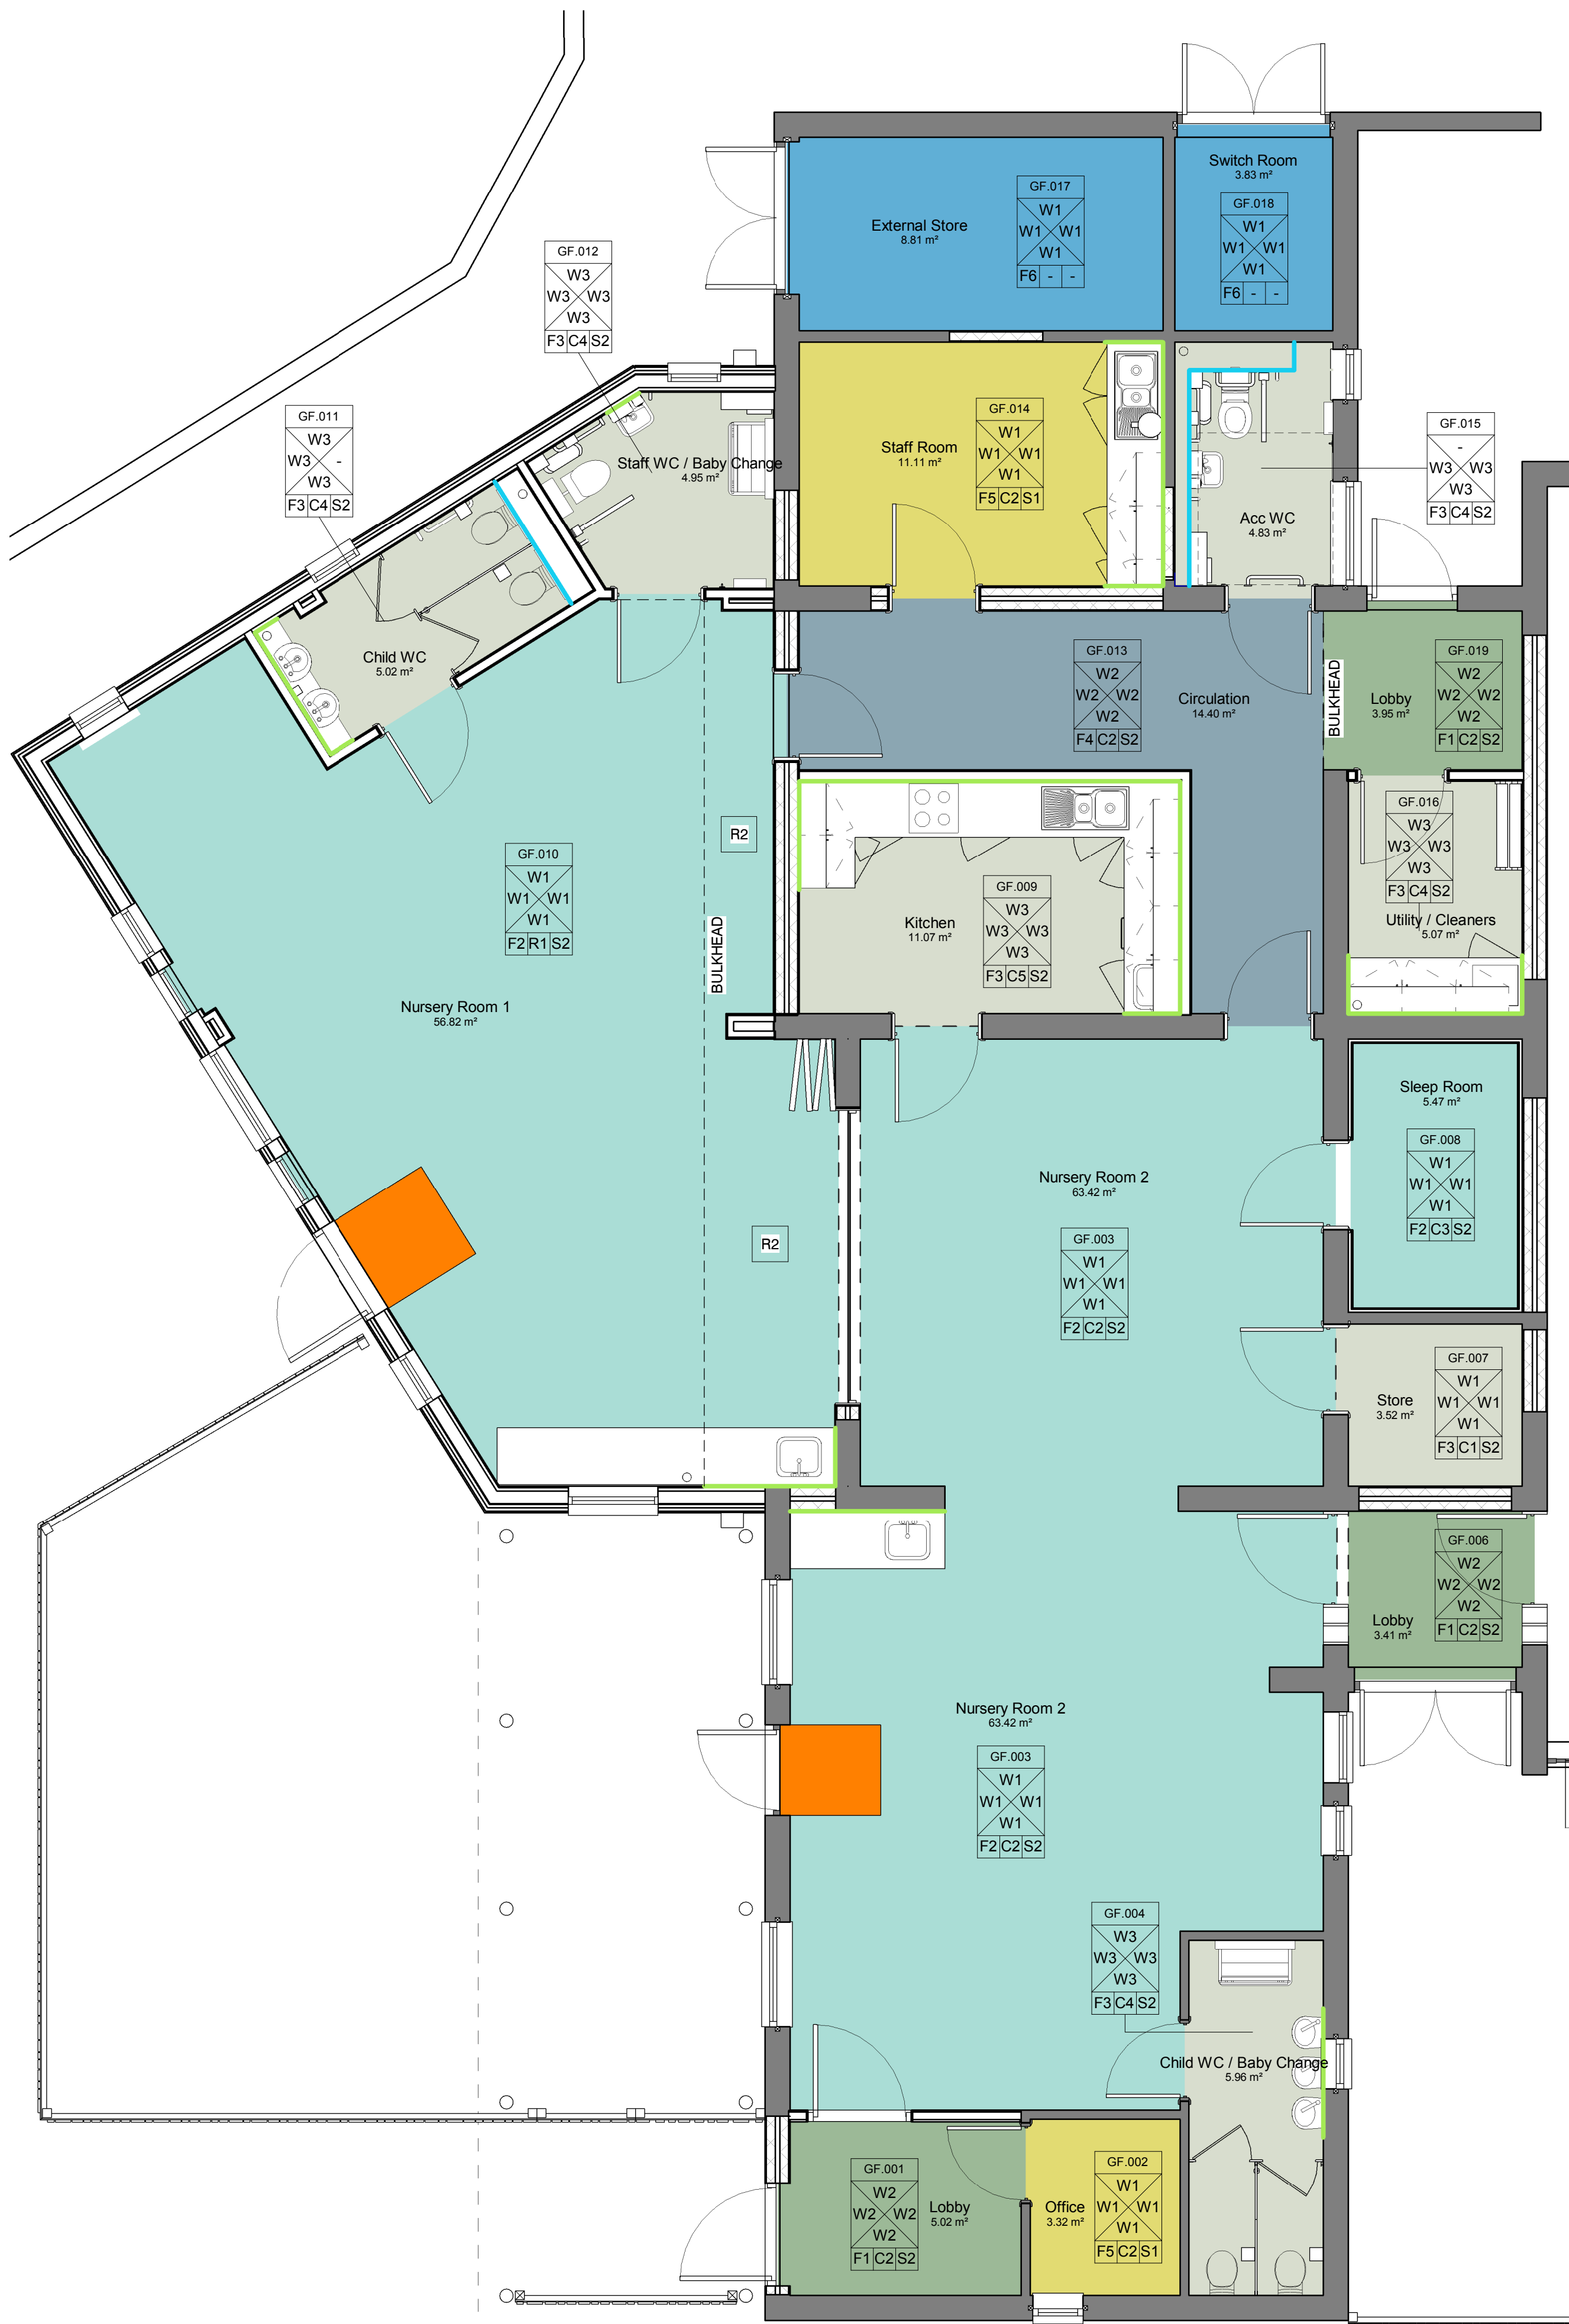 Switch Room
3.83 m²
GF.018
W1
W1 W1
W1
F6 - -
External Store
8.81 m²
GF.017
W1
W1 W1
W1
F6 - -
GF.012
W3
W3 W3
W3
F3 C4 S2
Staff WC / Baby Change
4.95 m²
GF.011
W3
W3 -
W3
F3 C4 S2
Child WC
5.02 m²
Staff Room
11.11 m²
GF.014
W1
W1 W1
W1
F5 C2 S1
GF.015
-
W3 W3
W3
F3 C4 S2
Acc WC
4.83 m²
GF.013
W2
W2 W2
W2
F4 C2 S2
Circulation
14.40 m²
BULKHEAD
Lobby
3.95 m²
GF.019
W2
W2 W2
W2
F1 C2 S2
GF.016
W3
W3 W3
W3
F3 C4 S2
Utility / Cleaners
5.07 m²
R2
GF.010
W1
W1 W1
W1
F2 R1 S2
BULKHEAD
Nursery Room 1
56.82 m²
Kitchen
11.07 m²
GF.009
W3
W3 W3
W3
F3 C5 S2
Sleep Room
5.47 m²
GF.008
W1
W1 W1
W1
F2 C3 S2
Nursery Room 2
63.42 m²
GF.003
W1
W1 W1
W1
F2 C2 S2
R2
Store
3.52 m²
GF.007
W1
W1 W1
W1
F3 C1 S2
GF.006
W2
W2 W2
W2
F1 C2 S2
Lobby
3.41 m²
Nursery Room 2
63.42 m²
GF.003
W1
W1 W1
W1
F2 C2 S2
GF.004
W3
W3 W3
W3
F3 C4 S2
Child WC / Baby Change
5.96 m²
GF.001
W2
W2 W2
W2
F1 C2 S2
Lobby
5.02 m²
Office
3.32 m²
GF.002
W1
W1 W1
W1
F5 C2 S1